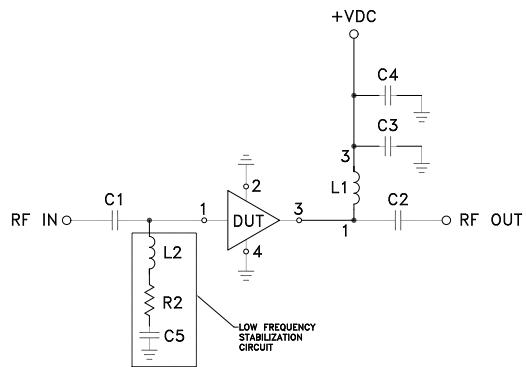 +VDC
C4
C3
3
L1
C1
2
C2
RF IN
1
DUT
3
1
RF OUT
4
L2
R2
C5
LOW FREQUENCY
STABILIZATION
CIRCUIT